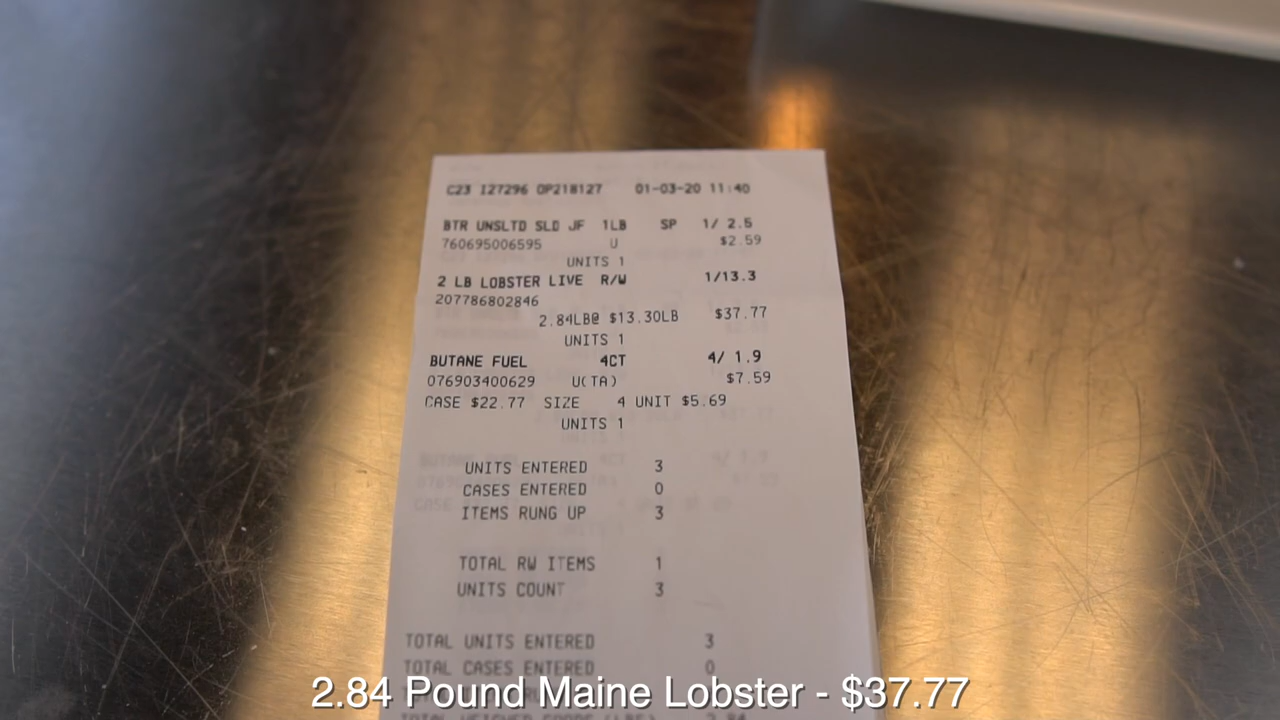 C23 I27296 OP218127 01-03-20 11:40
BTR UNSLTD SLD JF 1LB SP 1/ 2.5
760695006595 U $2.59
UNITS 1
2 LB LOBSTER LIVE R/W 1/13.3
207786802846
2.84LB@ $13.30LB $37.77
UNITS 1
BUTANE FUEL 4CT 4/ 1.9
076903400629 U(TA) $7.59
CASE $22.77 SIZE 4 UNIT $5.69
UNITS 1
UNITS ENTERED 3
CASES ENTERED 0
ITEMS RUNG UP 3
TOTAL RW ITEMS 1
UNITS COUNT 3
TOTAL UNITS ENTERED 3
TOTAL CASES ENTERED 0
2.84 Pound Maine Lobster - $37.77